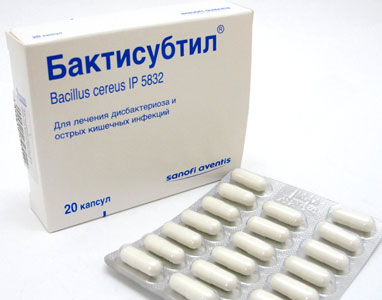 20 капсул
Бактисубтил®
Bacillus cereus IP 5832
Для лечения дисбактериоза и
острых кишечных инфекций
sanofi aventis
20 капсул